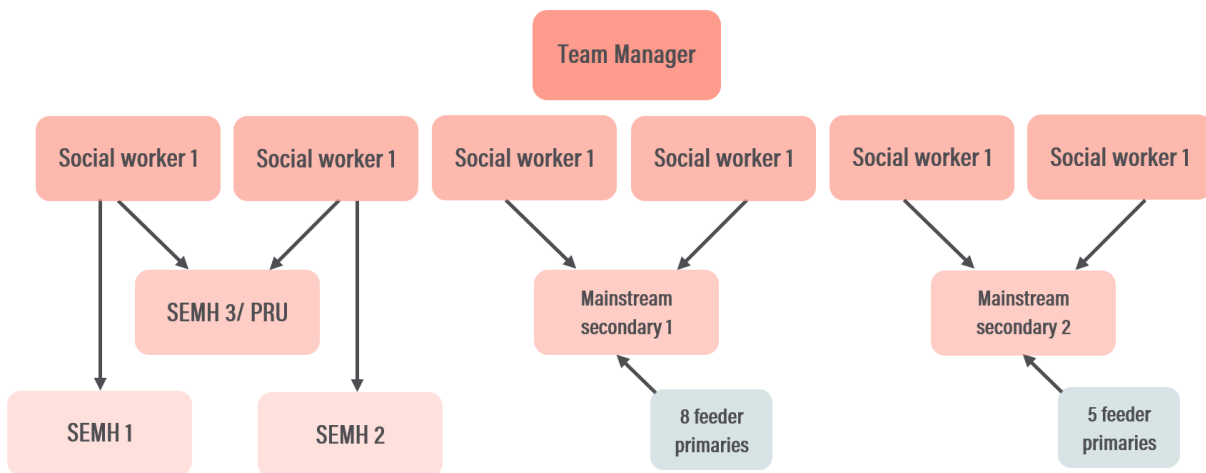 Team Manager
Social worker 1
Social worker 1
Social worker 1
Social worker 1
Social worker 1
Social worker 1
SEMH 3/ PRU
Mainstream
secondary 1
Mainstream
secondary 2
SEMH 1
SEMH 2
8 feeder
primaries
5 feeder
primaries